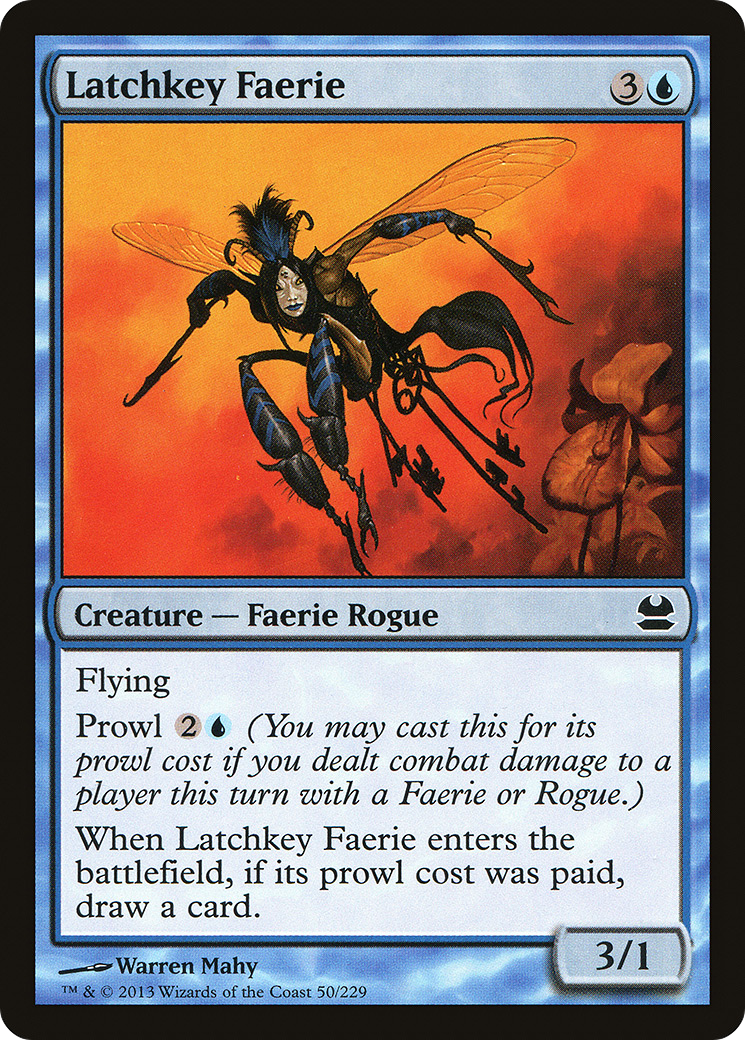 Latchkey Faerie 3
Creature — Faerie Rogue
Flying
Prowl 2 (You may cast this for its
prowl cost if you dealt combat damage to a
player this turn with a Faerie or Rogue.)
When Latchkey Faerie enters the
battlefield, if its prowl cost was paid,
draw a card.
3/1
Warren Mahy
™ & © 2013 Wizards of the Coast 50/229